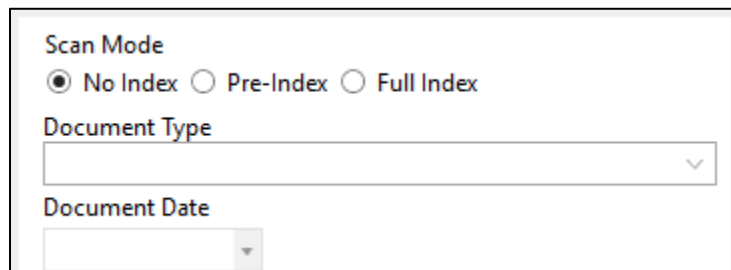 Scan Mode
No Index Pre-Index Full Index
Document Type
Document Date